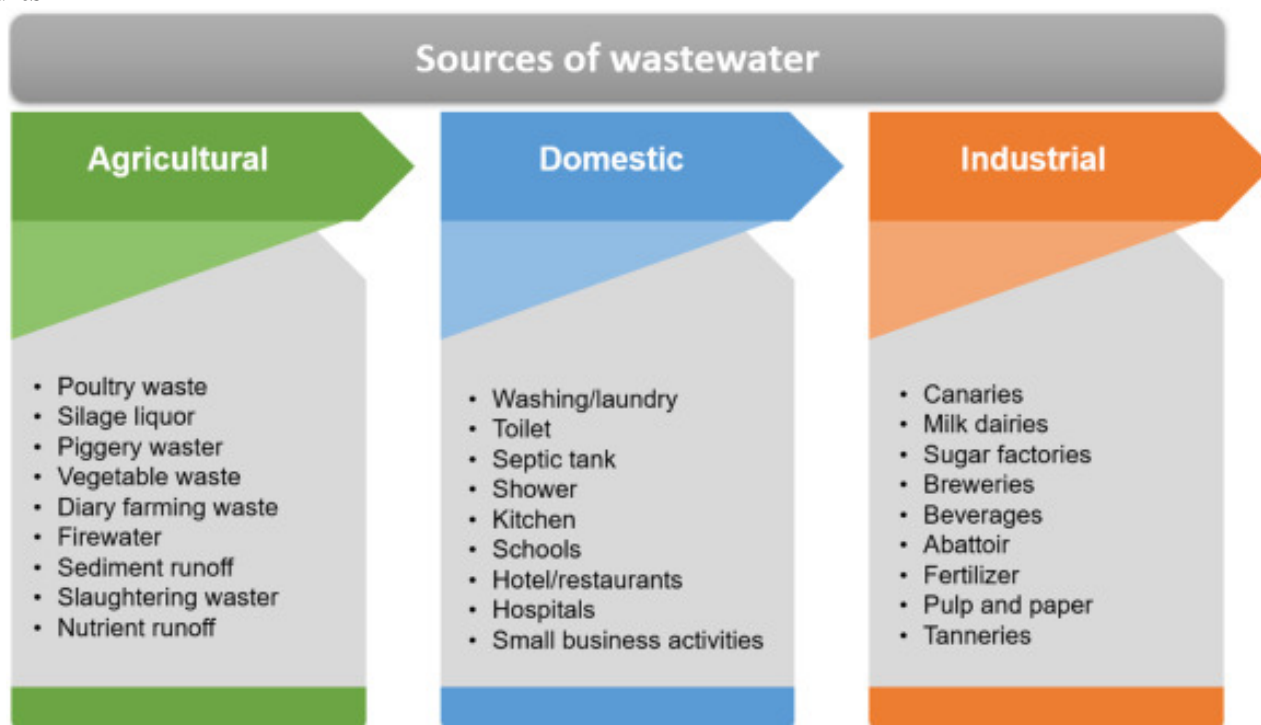 Sources of wastewater
Agricultural
• Poultry waste
• Silage liquor
• Piggery waster
• Vegetable waste
• Diary farming waste
• Firewater
• Sediment runoff
• Slaughtering waster
• Nutrient runoff
Domestic
• Washing/laundry
• Toilet
• Septic tank
• Shower
• Kitchen
• Schools
• Hotel/restaurants
• Hospitals
• Small business activities
Industrial
• Canaries
• Milk dairies
• Sugar factories
• Breweries
• Beverages
• Abattoir
• Fertilizer
• Pulp and paper
• Tanneries